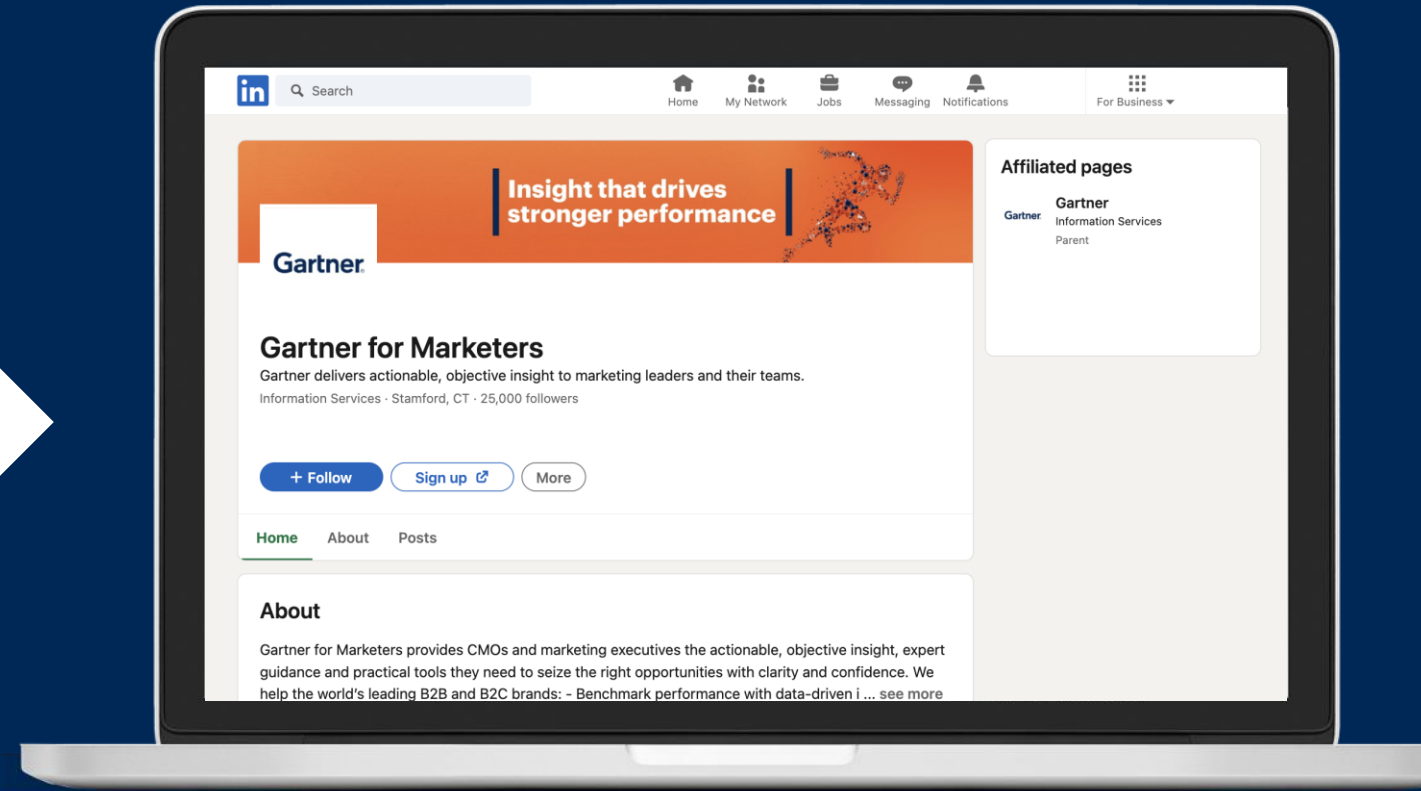 in
Search
Home
My Network
Jobs
Messaging
Notifications
For Business
Insight that drives
stronger performance
Gartner®
Gartner for Marketers
Gartner delivers actionable, objective insight to marketing leaders and their teams.
Information Services · Stamford, CT · 25,000 followers
+ Follow
Sign up
More
Home
About
Posts
About
Gartner for Marketers provides CMOs and marketing executives the actionable, objective insight, expert
guidance and practical tools they need to seize the right opportunities with clarity and confidence. We
help the world's leading B2B and B2C brands: - Benchmark performance with data-driven i ... see more
Affiliated pages
Gartner
Gartner
Information Services
Parent